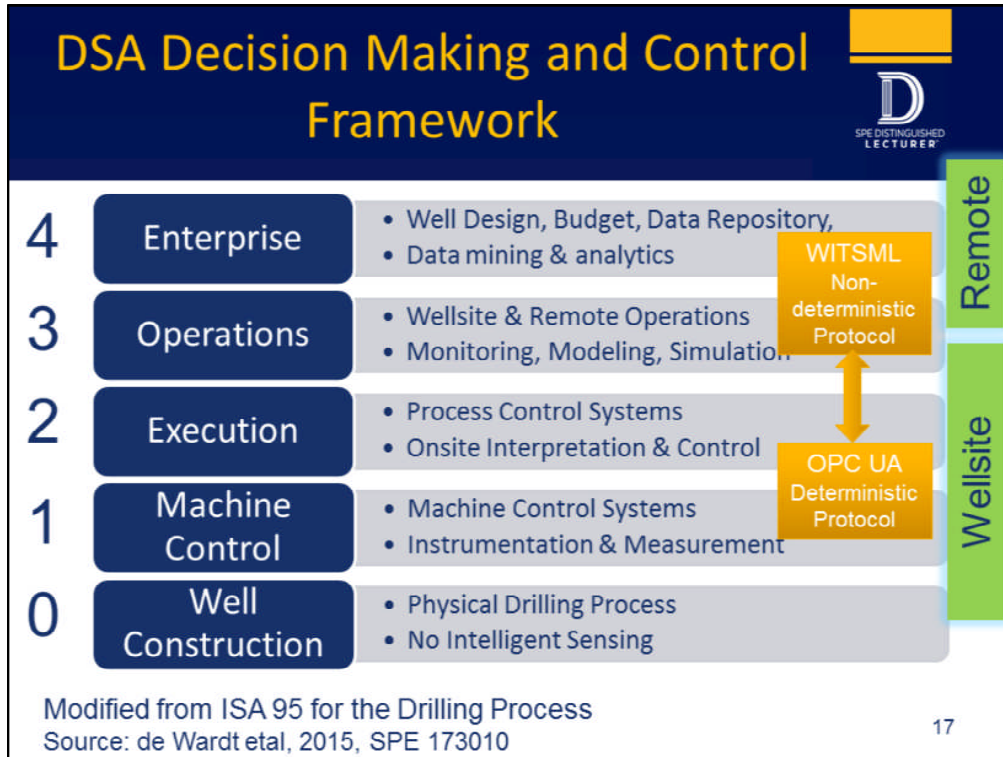 DSA Decision Making and Control
Framework
SPE DISTINGUISHED
LECTURER
4
Enterprise
• Well Design, Budget, Data Repository,
• Data mining & analytics
3
Operations
• Wellsite & Remote Operations
• Monitoring, Modeling, Simulation
2
Execution
• Process Control Systems
• Onsite Interpretation & Control
1
Machine
Control
• Machine Control Systems
• Instrumentation & Measurement
0
Well
Construction
• Physical Drilling Process
• No Intelligent Sensing
WITSML
Non-
deterministic
Protocol
OPC UA
Deterministic
Protocol
Remote
Wellsite
Modified from ISA 95 for the Drilling Process
Source: de Wardt etal, 2015, SPE 173010
17